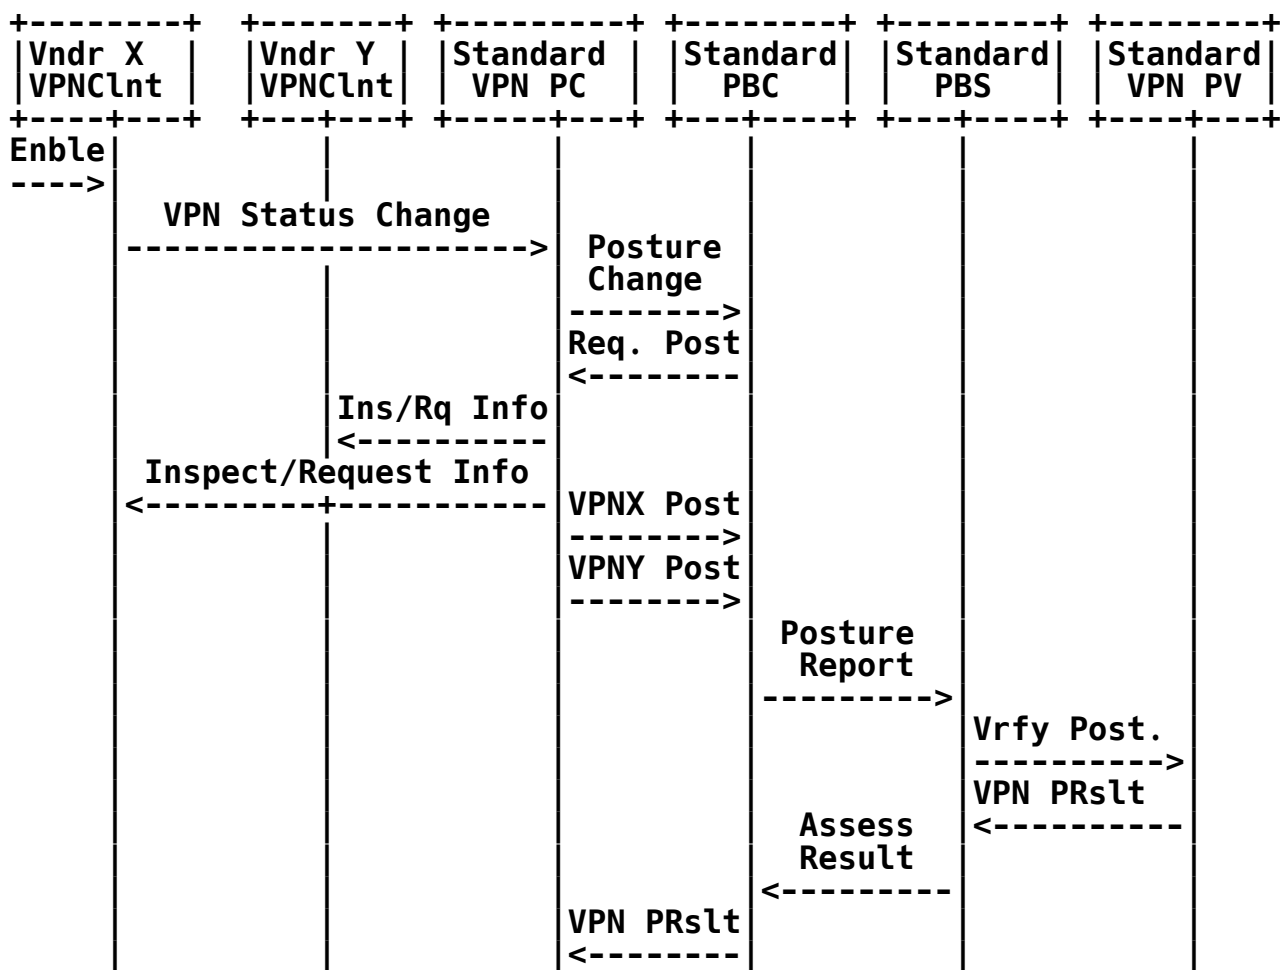 +--------+  +-------+ +---------+ +--------+ +--------+ +--------+
|Vndr X  |  |Vndr Y | |Standard | |Standard| |Standard| |Standard|
|VPNClnt |  |VPNClnt| | VPN PC  | |  PBC   | |  PBS   | | VPN PV |
+----+---+  +---+---+ +-----+---+ +---+----+ +---+----+ +----+---+
Enble|          |           |         |          |           |
---->|          |           |         |          |           |
     |  VPN Status Change   |         |          |           |
     |--------------------->| Posture |          |           |
     |          |           | Change  |          |           |
     |          |           |-------->|          |           |
     |          |           |Req. Post|          |           |
     |          |           |<--------|          |           |
     |          |Ins/Rq Info|         |          |           |
     |          |<----------|         |          |           |
     | Inspect/Request Info |         |          |           |
     |<---------+-----------|VPNX Post|          |           |
     |          |           |-------->|          |           |
     |          |           |VPNY Post|          |           |
     |          |           |-------->|          |           |
     |          |           |         | Posture  |           |
     |          |           |         |  Report  |           |
     |          |           |         |--------->|           |
     |          |           |         |          |Vrfy Post. |
     |          |           |         |          |---------->|
     |          |           |         |          |VPN PRslt  |
     |          |           |         |  Assess  |<----------|
     |          |           |         |  Result  |           |
     |          |           |         |<---------|           |
     |          |           |VPN PRslt|          |           |
     |          |           |<--------|          |           |